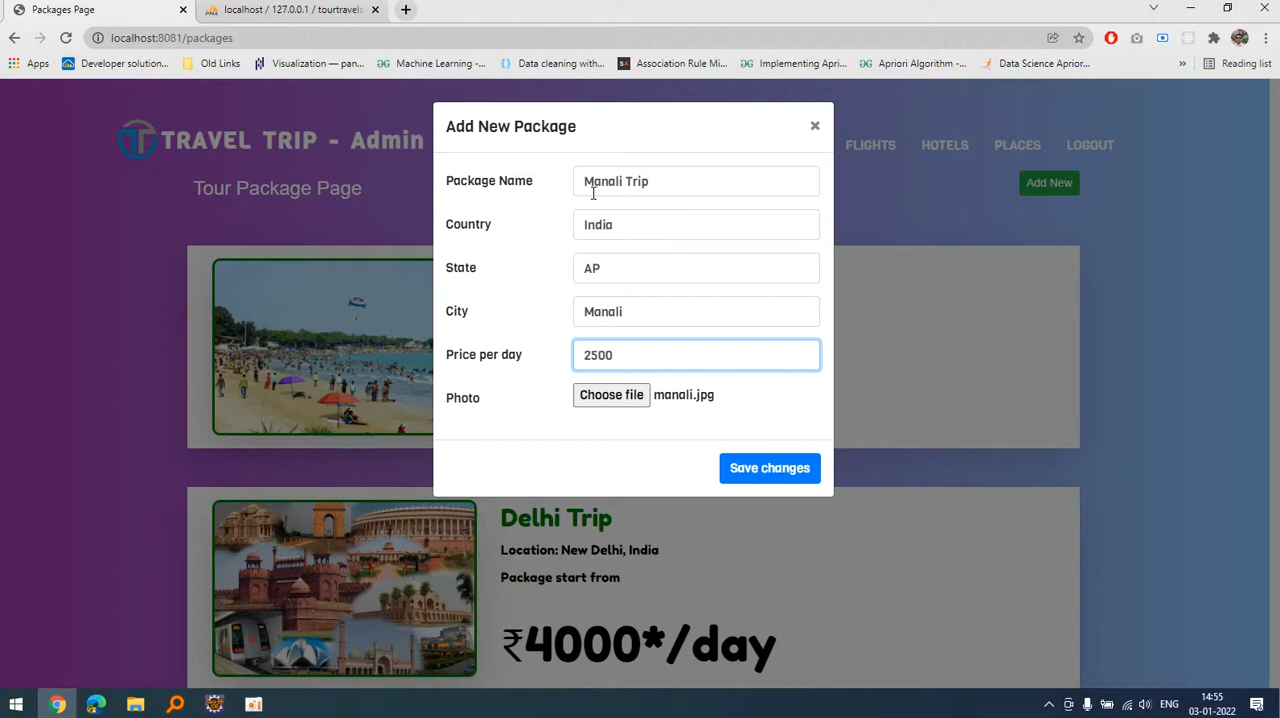 Packages Page
localhost / 127.0.0.1 / tourtravels
localhost:8081/packages
Apps
Developer solution...
Old Links
Visualization — pan...
Machine Learning -...
Data cleaning with...
Association Rule Mi...
Implementing Apri...
Apriori Algorithm -...
Data Science Aprior...
Reading list
TRAVEL TRIP - Admin
FLIGHTS
HOTELS
PLACES
LOGOUT
Tour Package Page
Add New
Add New Package
×
Package Name
Manali Trip
Country
India
State
AP
City
Manali
Price per day
2500
Photo
Choose file manali.jpg
Save changes
Delhi Trip
Location: New Delhi, India
Package start from
₹4000*/day
ENG
14:55
03-01-2022